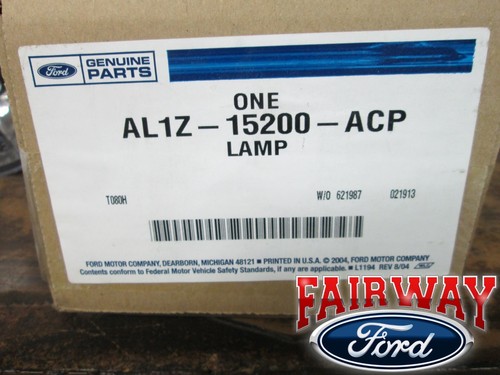 Ford
GENUINE
PARTS
ONE
AL1Z-15200-ACP
LAMP
T080H W/O 621987 021913
FORD MOTOR COMPANY, DEARBORN, MICHIGAN 48121 ■ PRINTED IN U.S.A. © 2004, FORD MOTOR COMPANY
Contents conform to Federal Motor Vehicle Safety Standards, if any are applicable. ■ L1194 REV 8/04
FAIRWAY
Ford